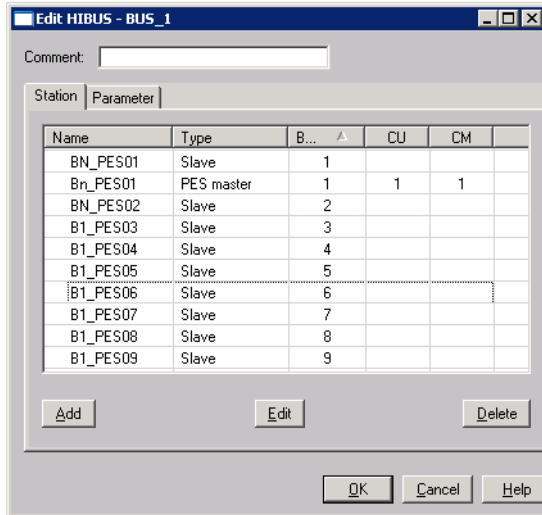 Edit HIBUS - BUS_1
Comment:
Station Parameter
Name Type B... CU CM
BN_PES01 Slave 1
Bn_PES01 PES master 1 1 1
BN_PES02 Slave 2
B1_PES03 Slave 3
B1_PES04 Slave 4
B1_PES05 Slave 5
B1_PES06 Slave 6
B1_PES07 Slave 7
B1_PES08 Slave 8
B1_PES09 Slave 9
Add Edit Delete
OK Cancel Help